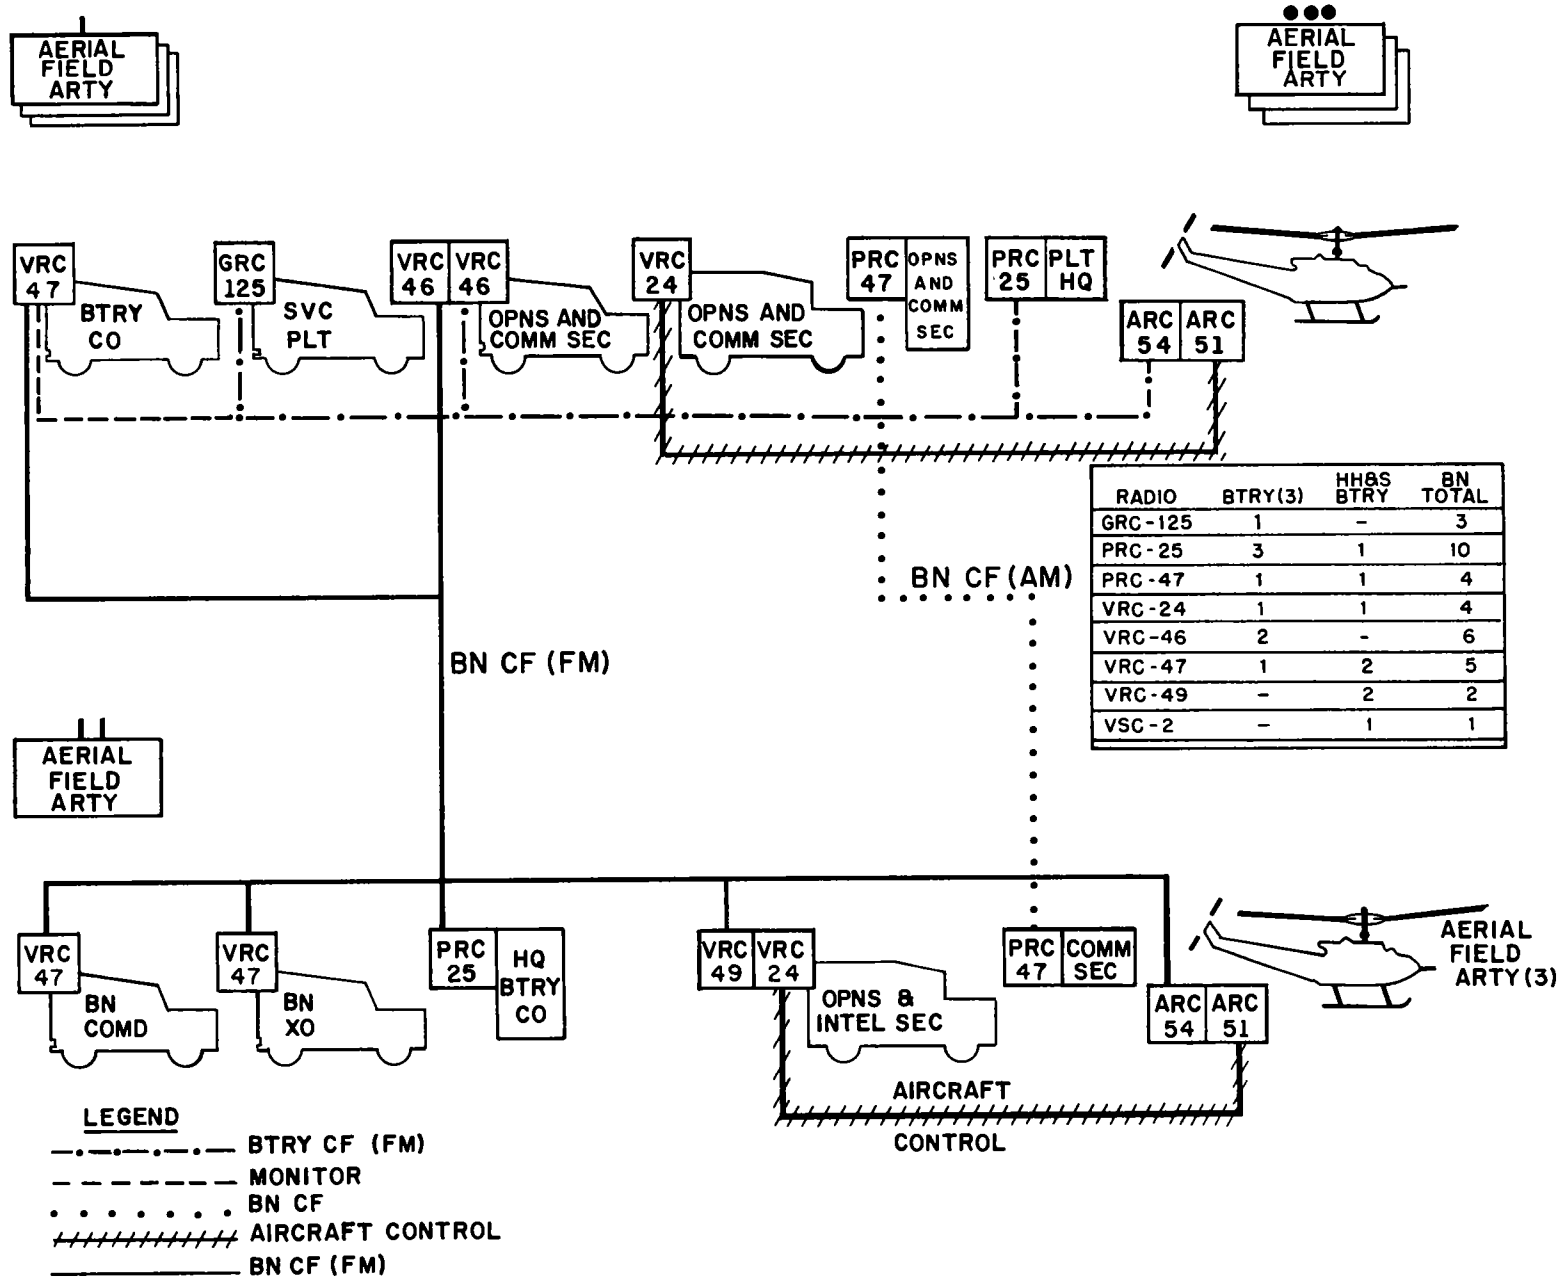 AERIAL
FIELD
ARTY
AERIAL
FIELD
ARTY
VRC
47
BTRY
CO
GRC
125
SVC
PLT
VRC
46
VRC
46
OPNS AND
COMM SEC
VRC
24
OPNS AND
COMM SEC
PRC
47
OPNS
AND
COMM
SEC
PRC
25
PLT
HQ
ARC
54
ARC
51
RADIO BTRY(3) HH&S BTRY BN TOTAL
GRC-125 1 - 3
PRC-25 3 1 10
PRC-47 1 1 4
VRC-24 1 1 4
VRC-46 2 - 6
VRC-47 1 2 5
VRC-49 - 2 2
VSC-2 - 1 1
BN CF (AM)
BN CF (FM)
AERIAL
FIELD
ARTY
VRC
47
BN
COMD
VRC
47
BN
XO
PRC
25
HQ
BTRY
CO
VRC
49
VRC
24
OPNS &
INTEL SEC
PRC
47
COMM
SEC
ARC
54
ARC
51
AERIAL
FIELD
ARTY(3)
AIRCRAFT
CONTROL
LEGEND
BTRY CF (FM)
MONITOR
BN CF
AIRCRAFT CONTROL
BN CF (FM)